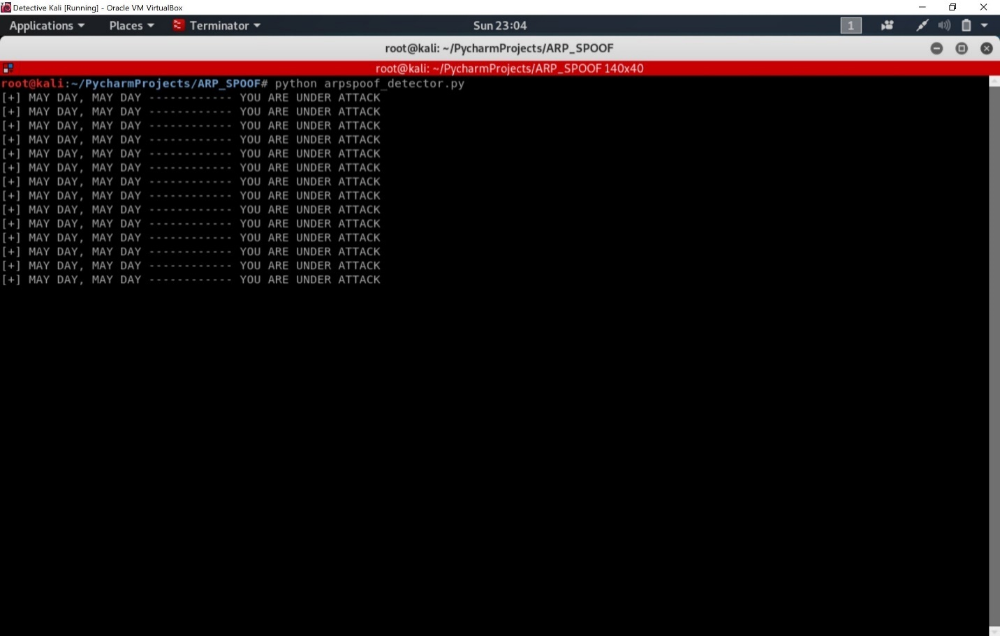 Detective Kali [Running] - Oracle VM VirtualBox
Applications Places Terminator Sun 23:04 1
root@kali: ~/PycharmProjects/ARP_SPOOF
root@kali: ~/PycharmProjects/ARP_SPOOF 140x40
root@kali:~/PycharmProjects/ARP_SPOOF# python arpspoof_detector.py
[+] MAY DAY, MAY DAY ------------ YOU ARE UNDER ATTACK
[+] MAY DAY, MAY DAY ------------ YOU ARE UNDER ATTACK
[+] MAY DAY, MAY DAY ------------ YOU ARE UNDER ATTACK
[+] MAY DAY, MAY DAY ------------ YOU ARE UNDER ATTACK
[+] MAY DAY, MAY DAY ------------ YOU ARE UNDER ATTACK
[+] MAY DAY, MAY DAY ------------ YOU ARE UNDER ATTACK
[+] MAY DAY, MAY DAY ------------ YOU ARE UNDER ATTACK
[+] MAY DAY, MAY DAY ------------ YOU ARE UNDER ATTACK
[+] MAY DAY, MAY DAY ------------ YOU ARE UNDER ATTACK
[+] MAY DAY, MAY DAY ------------ YOU ARE UNDER ATTACK
[+] MAY DAY, MAY DAY ------------ YOU ARE UNDER ATTACK
[+] MAY DAY, MAY DAY ------------ YOU ARE UNDER ATTACK
[+] MAY DAY, MAY DAY ------------ YOU ARE UNDER ATTACK
[+] MAY DAY, MAY DAY ------------ YOU ARE UNDER ATTACK